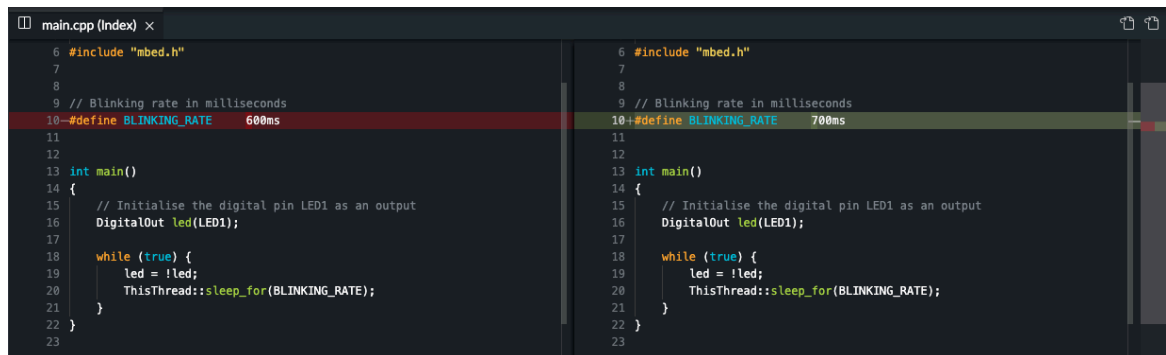 main.cpp (Index) ×
6 #include "mbed.h"
7
8
9 // Blinking rate in milliseconds
10—#define BLINKING_RATE     600ms
11
12
13 int main()
14 {
15     // Initialise the digital pin LED1 as an output
16     DigitalOut led(LED1);
17
18     while (true) {
19         led = !led;
20         ThisThread::sleep_for(BLINKING_RATE);
21     }
22 }
23
6 #include "mbed.h"
7
8
9 // Blinking rate in milliseconds
10+#define BLINKING_RATE     700ms
11
12
13 int main()
14 {
15     // Initialise the digital pin LED1 as an output
16     DigitalOut led(LED1);
17
18     while (true) {
19         led = !led;
20         ThisThread::sleep_for(BLINKING_RATE);
21     }
22 }
23